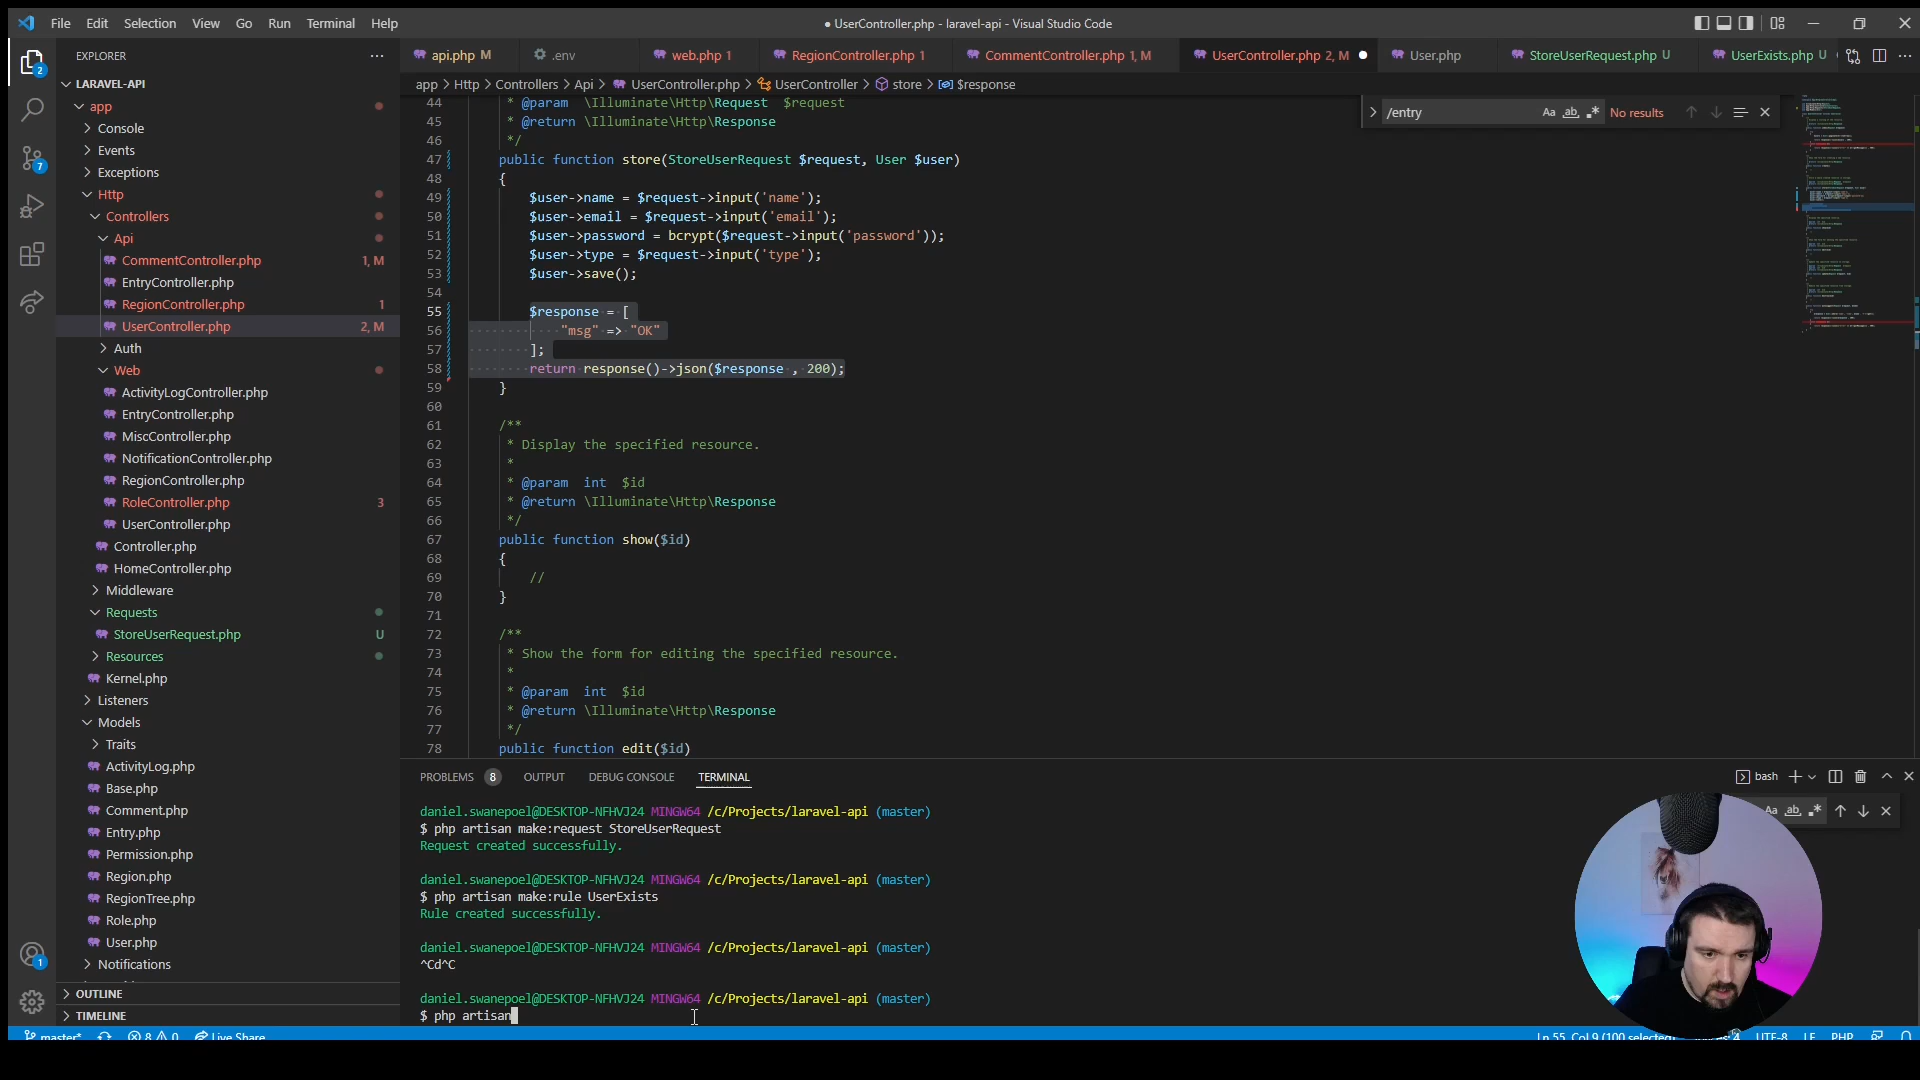 File Edit Selection View Go Run Terminal Help
● UserController.php - laravel-api - Visual Studio Code
EXPLORER
LARAVEL-API
app
Console
Events
Exceptions
Http
Controllers
Api
CommentController.php 1, M
EntryController.php
RegionController.php 1
UserController.php 2, M
Auth
Web
ActivityLogController.php
EntryController.php
MiscController.php
NotificationController.php
RegionController.php
RoleController.php 3
UserController.php
Controller.php
HomeController.php
Middleware
Requests
StoreUserRequest.php U
Resources
Kernel.php
Listeners
Models
Traits
ActivityLog.php
Base.php
Comment.php
Entry.php
Permission.php
Region.php
RegionTree.php
Role.php
User.php
Notifications
OUTLINE
TIMELINE
2
7
1
api.php M .env web.php 1 RegionController.php 1 CommentController.php 1, M UserController.php 2, M User.php StoreUserRequest.php U UserExists.php U
app > Http > Controllers > Api > UserController.php > UserController > store > $response
/entry Aa ab No results
44 * @param \Illuminate\Http\Request $request
45 * @return \Illuminate\Http\Response
46 */
47 public function store(StoreUserRequest $request, User $user)
48 {
49 $user->name = $request->input('name');
50 $user->email = $request->input('email');
51 $user->password = bcrypt($request->input('password'));
52 $user->type = $request->input('type');
53 $user->save();
54
55 $response = [
56 "msg" => "OK"
57 ];
58 return response()->json($response , 200);
59 }
60
61 /**
62 * Display the specified resource.
63 *
64 * @param int $id
65 * @return \Illuminate\Http\Response
66 */
67 public function show($id)
68 {
69 //
70 }
71
72 /**
73 * Show the form for editing the specified resource.
74 *
75 * @param int $id
76 * @return \Illuminate\Http\Response
77 */
78 public function edit($id)
PROBLEMS 8 OUTPUT DEBUG CONSOLE TERMINAL
bash
Aa ab
daniel.swanepoel@DESKTOP-NFHVJ24 MINGW64 /c/Projects/laravel-api (master)
$ php artisan make:request StoreUserRequest
Request created successfully.
daniel.swanepoel@DESKTOP-NFHVJ24 MINGW64 /c/Projects/laravel-api (master)
$ php artisan make:rule UserExists
Rule created successfully.
daniel.swanepoel@DESKTOP-NFHVJ24 MINGW64 /c/Projects/laravel-api (master)
^Cd^C
daniel.swanepoel@DESKTOP-NFHVJ24 MINGW64 /c/Projects/laravel-api (master)
$ php artisan
master* 8 0 Live Share Ln 55, Col 9 (100 selected) 4 UTF-8 LF PHP